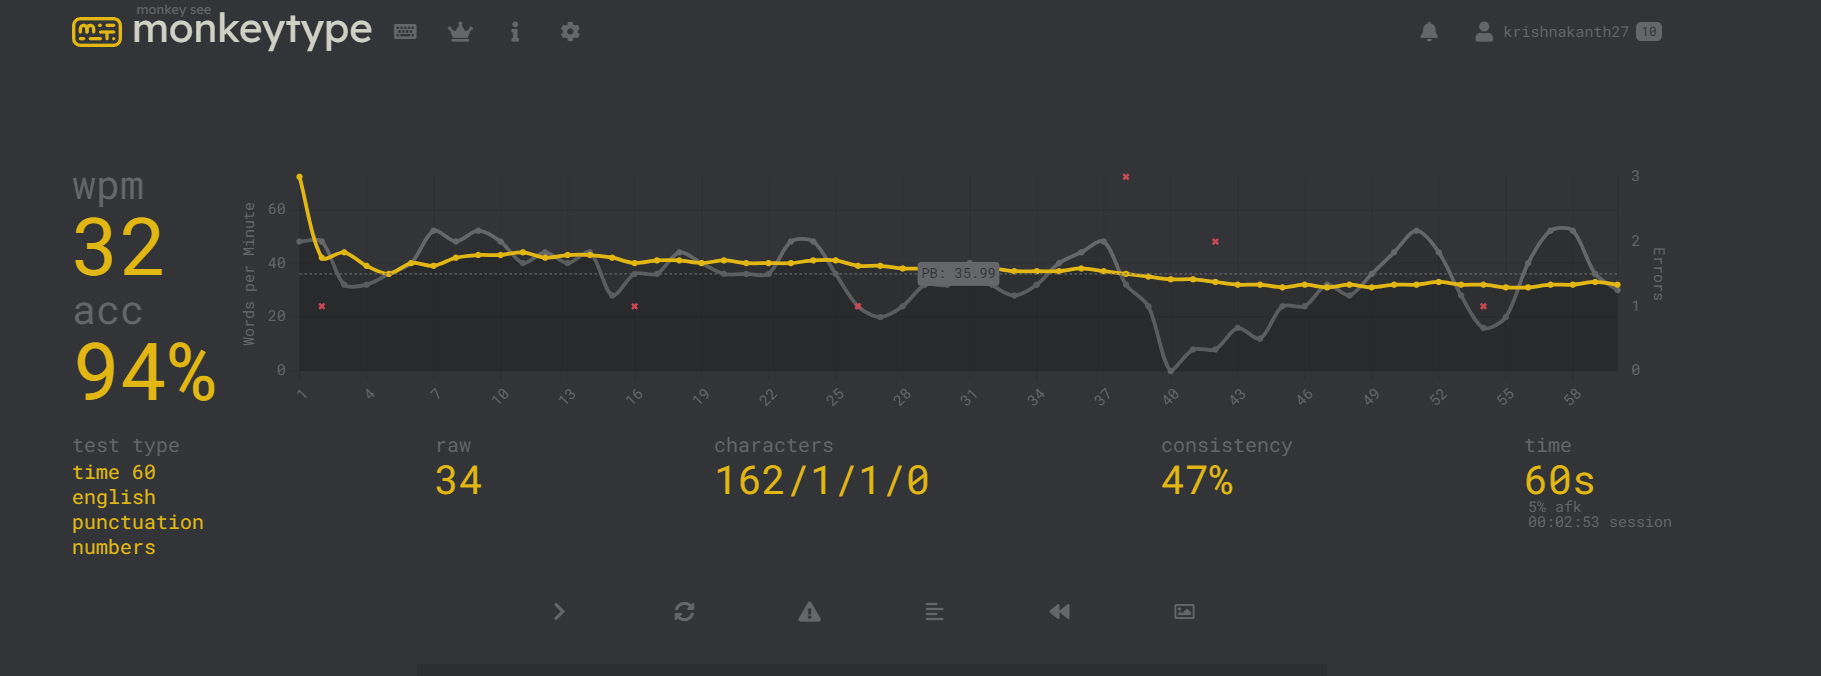 monkey see
monkeytype
krishnakanth27 10
wpm
32
acc
94%
Words per Minute
60
40
20
0
PB: 35.99
3
2
1
0
Errors
1 4 7 10 13 16 19 22 25 28 31 34 37 40 43 46 49 52 55 58
test type
time 60
english
punctuation
numbers
raw
34
characters
162/1/1/0
consistency
47%
time
60s
5% afk
00:02:53 session